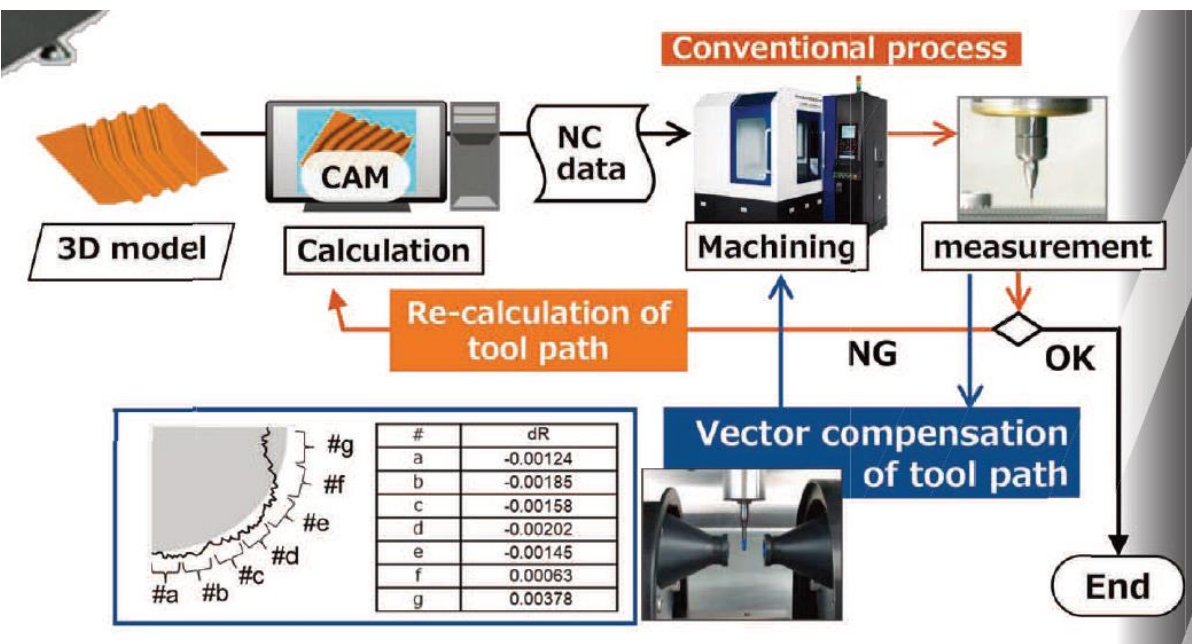 Conventional process
CAM
NC
data
3D model
Calculation
Machining
measurement
Re-calculation of
tool path
NG
OK
Vector compensation
of tool path
#g
#f
#e
#d
#c
#b
#a
# dR
a -0.00124
b -0.00185
c -0.00158
d -0.00202
e -0.00145
f 0.00063
g 0.00378
End